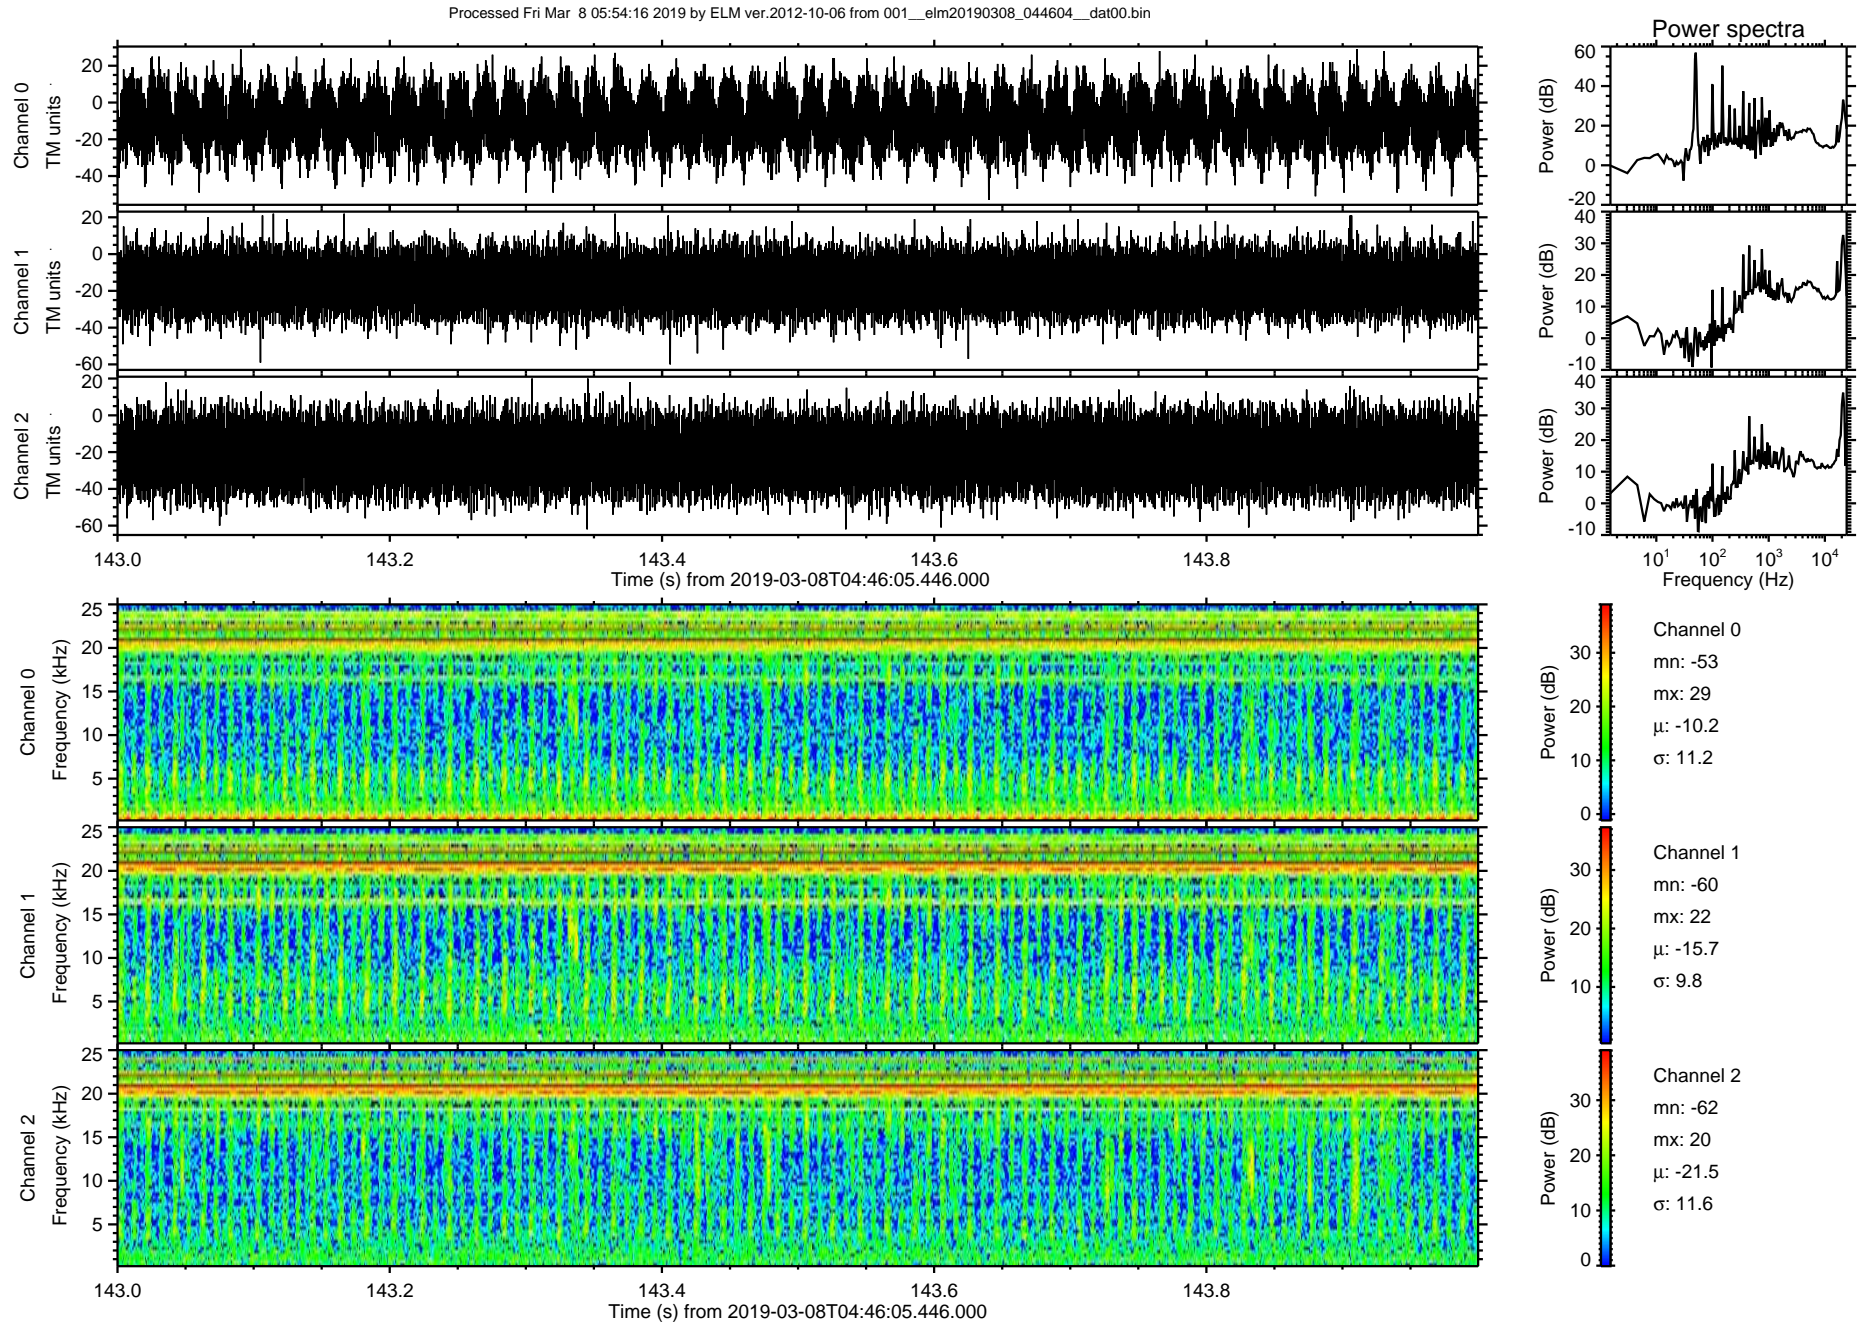 Processed Fri Mar  8 05:54:16 2019 by ELM ver.2012-10-06 from 001__elm20190308_044604__dat00.bin
Power spectra
Channel 0
TM units
20
0
-20
-40
Power (dB)
60
40
20
0
-20
Channel 1
TM units
20
0
-20
-40
-60
Power (dB)
40
30
20
10
0
-10
Channel 2
TM units
20
0
-20
-40
-60
Power (dB)
40
30
20
10
0
-10
143.0 143.2 143.4 143.6 143.8
Time (s) from 2019-03-08T04:46:05.446.000
10^1 10^2 10^3 10^4
Frequency (Hz)
Channel 0
Frequency (kHz)
25
20
15
10
5
Power (dB)
30
20
10
0
Channel 0
mn: -53
mx: 29
μ: -10.2
σ: 11.2
Channel 1
Frequency (kHz)
25
20
15
10
5
Power (dB)
30
20
10
Channel 1
mn: -60
mx: 22
μ: -15.7
σ: 9.8
Channel 2
Frequency (kHz)
25
20
15
10
5
Power (dB)
30
20
10
0
Channel 2
mn: -62
mx: 20
μ: -21.5
σ: 11.6
143.0 143.2 143.4 143.6 143.8
Time (s) from 2019-03-08T04:46:05.446.000